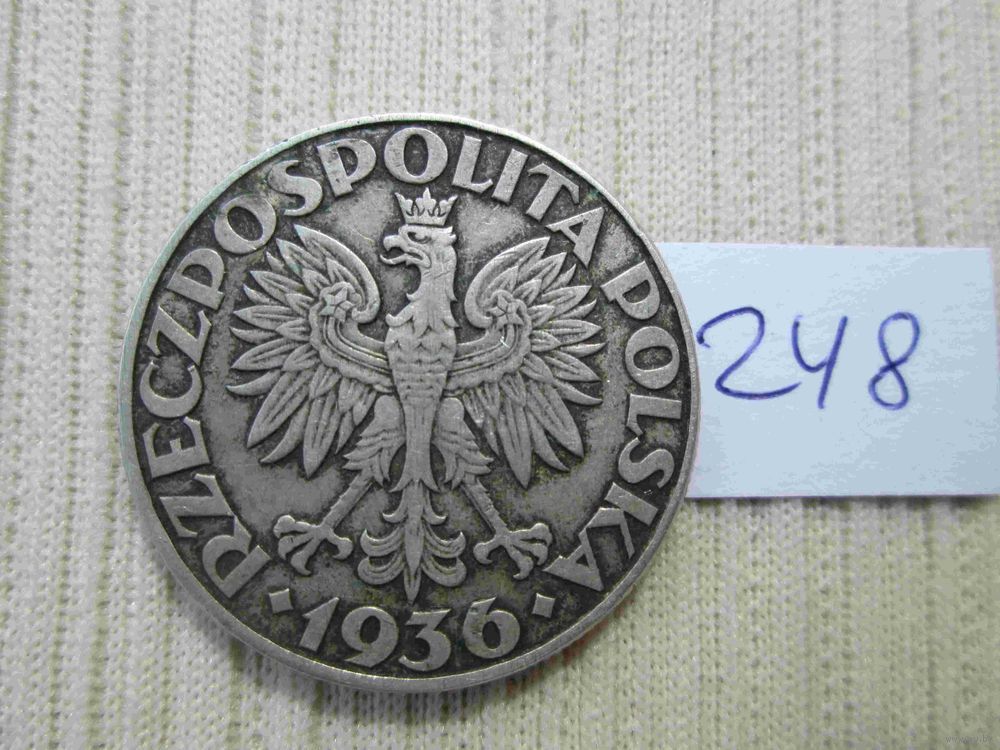 RZECZPOSPOLITA POLSKA
· 1936 ·
248